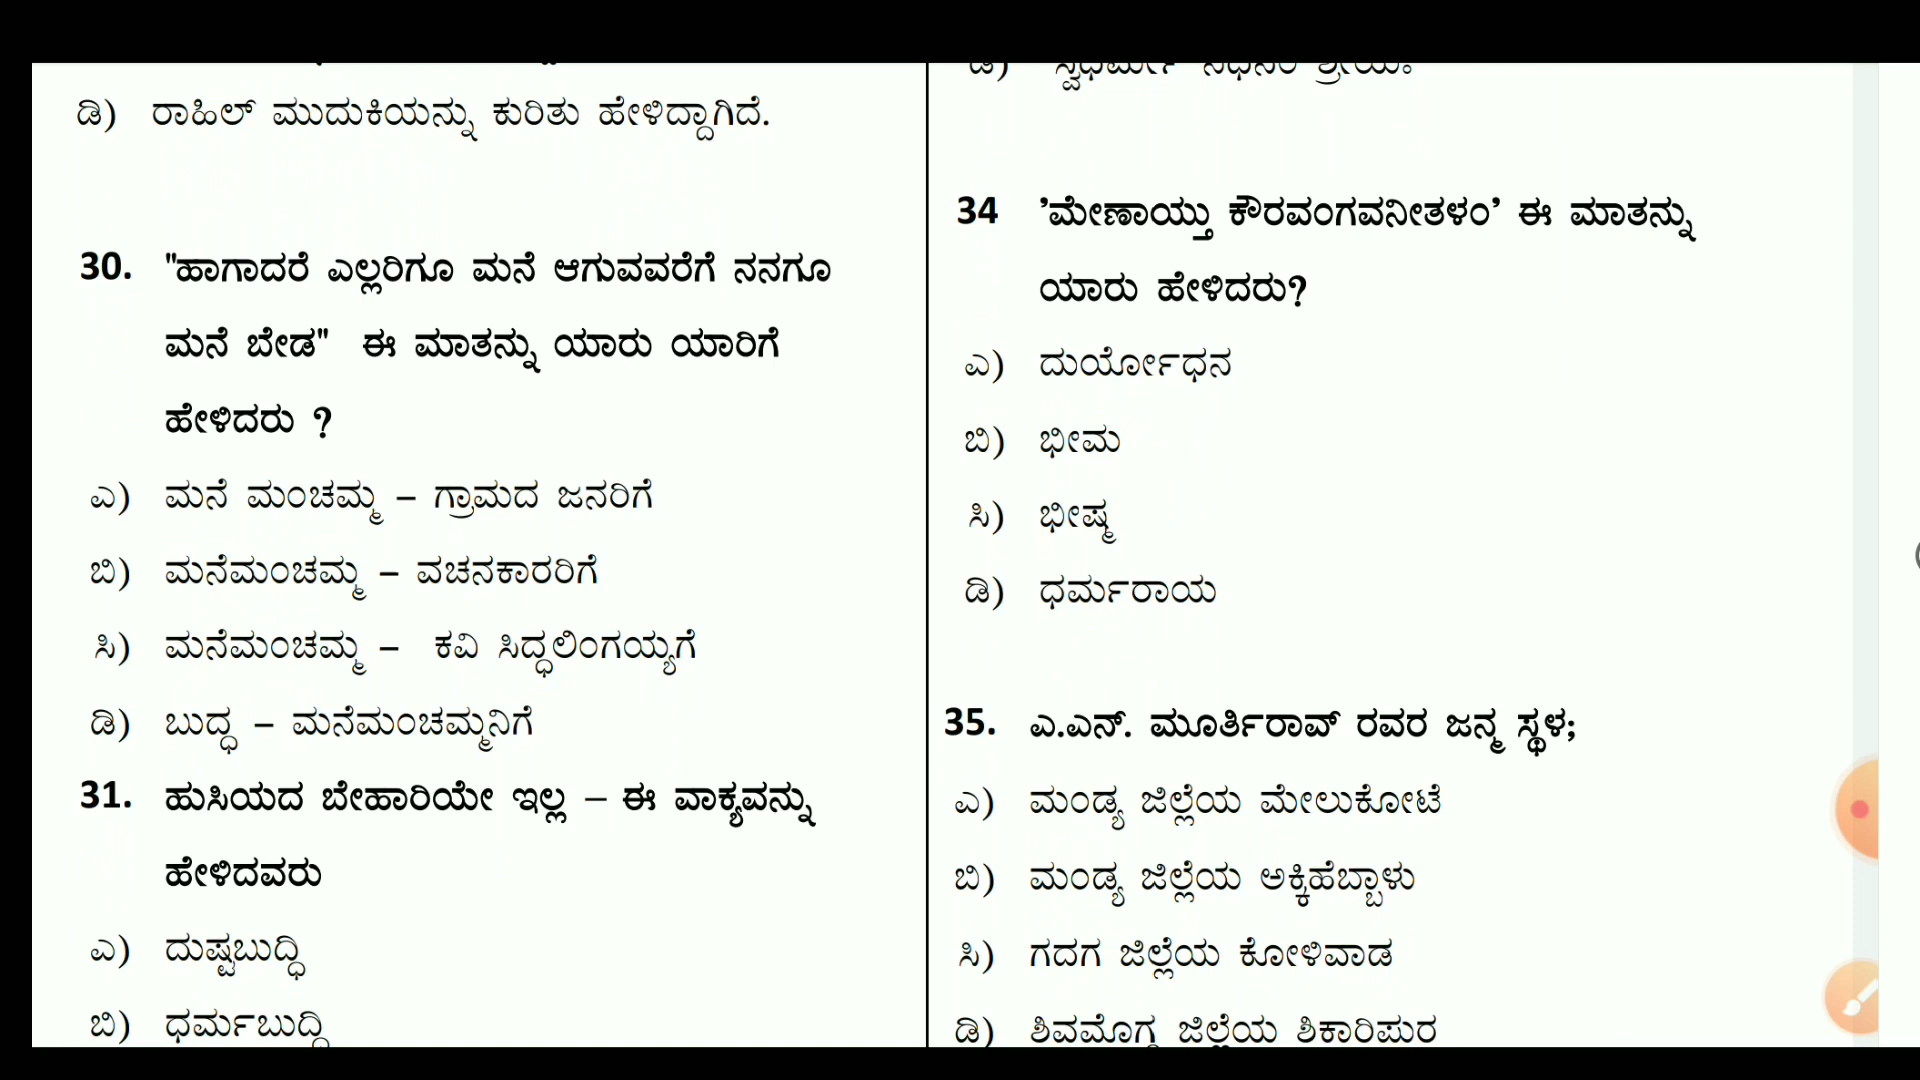 ಡಿ) ರಾಹಿಲ್ ಮುದುಕಿಯನ್ನು ಕುರಿತು ಹೇಳಿದ್ದಾಗಿದೆ.
30. "ಹಾಗಾದರೆ ಎಲ್ಲರಿಗೂ ಮನೆ ಆಗುವವರೆಗೆ ನನಗೂ
ಮನೆ ಬೇಡ" ಈ ಮಾತನ್ನು ಯಾರು ಯಾರಿಗೆ
ಹೇಳಿದರು ?
ಎ) ಮನೆ ಮಂಚಮ್ಮ – ಗ್ರಾಮದ ಜನರಿಗೆ
ಬಿ) ಮನೆಮಂಚಮ್ಮ – ವಚನಕಾರರಿಗೆ
ಸಿ) ಮನೆಮಂಚಮ್ಮ – ಕವಿ ಸಿದ್ಧಲಿಂಗಯ್ಯಗೆ
ಡಿ) ಬುದ್ಧ – ಮನೆಮಂಚಮ್ಮನಿಗೆ
31. ಹುಸಿಯದ ಬೇಹಾರಿಯೇ ಇಲ್ಲ – ಈ ವಾಕ್ಯವನ್ನು
ಹೇಳಿದವರು
ಎ) ದುಷ್ಟಬುದ್ಧಿ
ಬಿ) ಧರ್ಮಬುದ್ಧಿ
ಡಿ) ಸ್ವಧರ್ಮೇ ನಿಧನಂ ಶ್ರೇಯಃ
34 ’ಮೇಣಾಯ್ತು ಕೌರವಂಗವನೀತಳಂ’ ಈ ಮಾತನ್ನು
ಯಾರು ಹೇಳಿದರು?
ಎ) ದುರ್ಯೋಧನ
ಬಿ) ಭೀಮ
ಸಿ) ಭೀಷ್ಮ
ಡಿ) ಧರ್ಮರಾಯ
35. ಎ.ಎನ್. ಮೂರ್ತಿರಾವ್ ರವರ ಜನ್ಮ ಸ್ಥಳ;
ಎ) ಮಂಡ್ಯ ಜಿಲ್ಲೆಯ ಮೇಲುಕೋಟೆ
ಬಿ) ಮಂಡ್ಯ ಜಿಲ್ಲೆಯ ಅಕ್ಕಿಹೆಬ್ಬಾಳು
ಸಿ) ಗದಗ ಜಿಲ್ಲೆಯ ಕೋಳಿವಾಡ
ಡಿ) ಶಿವಮೊಗ್ಗ ಜಿಲ್ಲೆಯ ಶಿಕಾರಿಪುರ